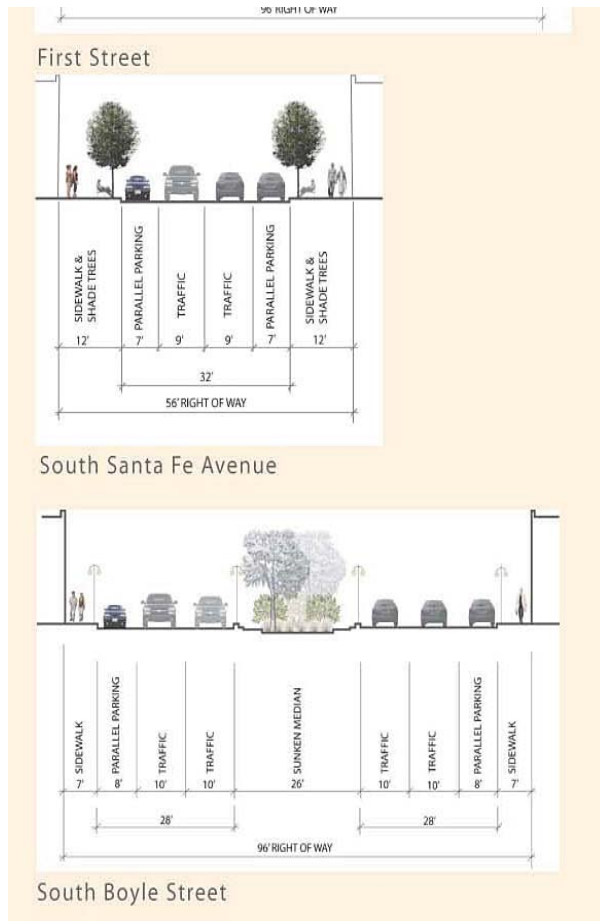 96' RIGHT OF WAY
First Street
SIDEWALK &
SHADE TREES
PARALLEL PARKING
TRAFFIC
TRAFFIC
PARALLEL PARKING
SIDEWALK &
SHADE TREES
12'
7'
9'
9'
7'
12'
32'
56' RIGHT OF WAY
South Santa Fe Avenue
SIDEWALK
PARALLEL PARKING
TRAFFIC
TRAFFIC
SUNKEN MEDIAN
TRAFFIC
TRAFFIC
PARALLEL PARKING
SIDEWALK
7'
8'
10'
10'
26'
10'
10'
8'
7'
28'
28'
96' RIGHT OF WAY
South Boyle Street